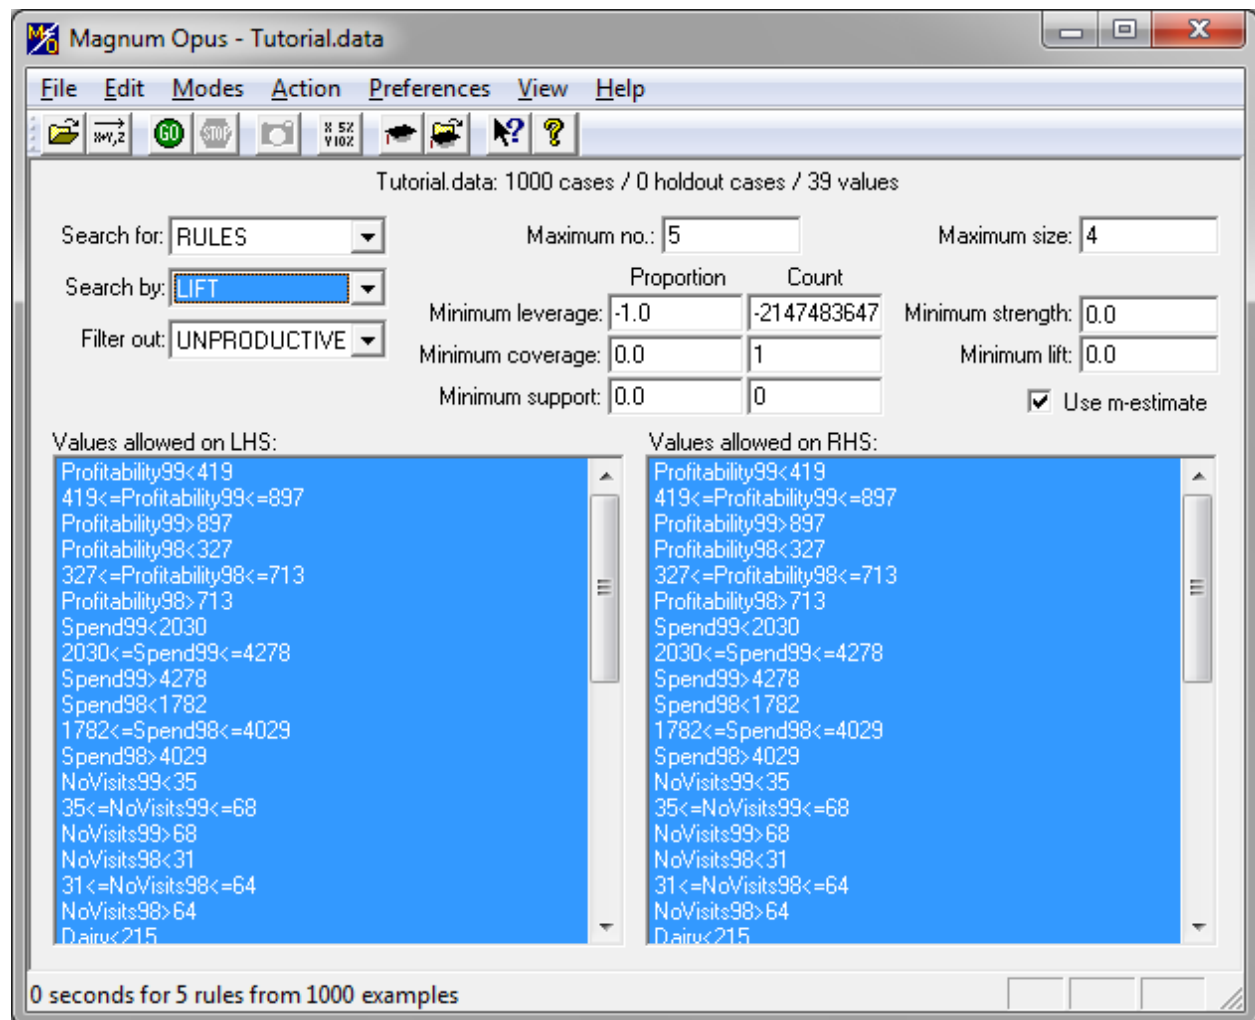 Magnum Opus - Tutorial.data
File Edit Modes Action Preferences View Help
x+y,z GO STOP X 5% Y10% ? ?
Tutorial.data: 1000 cases / 0 holdout cases / 39 values
Search for: RULES Maximum no.: 5 Maximum size: 4
Search by: LIFT Proportion Count
Minimum leverage: -1.0 -2147483647 Minimum strength: 0.0
Filter out: UNPRODUCTIVE Minimum coverage: 0.0 1 Minimum lift: 0.0
Minimum support: 0.0 0 Use m-estimate
Values allowed on LHS: Values allowed on RHS:
Profitability99<419 Profitability99<419
419<=Profitability99<=897 419<=Profitability99<=897
Profitability99>897 Profitability99>897
Profitability98<327 Profitability98<327
327<=Profitability98<=713 327<=Profitability98<=713
Profitability98>713 Profitability98>713
Spend99<2030 Spend99<2030
2030<=Spend99<=4278 2030<=Spend99<=4278
Spend99>4278 Spend99>4278
Spend98<1782 Spend98<1782
1782<=Spend98<=4029 1782<=Spend98<=4029
Spend98>4029 Spend98>4029
NoVisits99<35 NoVisits99<35
35<=NoVisits99<=68 35<=NoVisits99<=68
NoVisits99>68 NoVisits99>68
NoVisits98<31 NoVisits98<31
31<=NoVisits98<=64 31<=NoVisits98<=64
NoVisits98>64 NoVisits98>64
Dairy<215 Dairy<215
0 seconds for 5 rules from 1000 examples